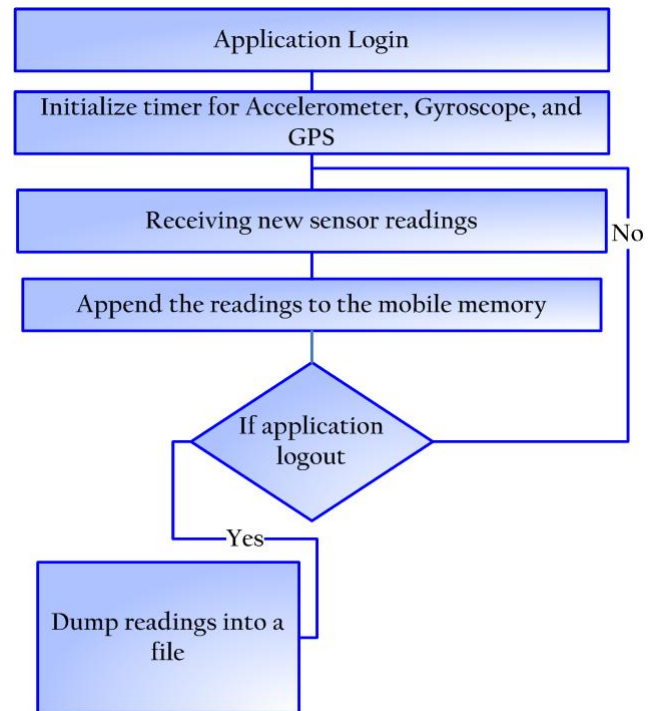 Application Login
Initialize timer for Accelerometer, Gyroscope, and
GPS
Receiving new sensor readings
No
Append the readings to the mobile memory
If application
logout
Yes
Dump readings into a
file